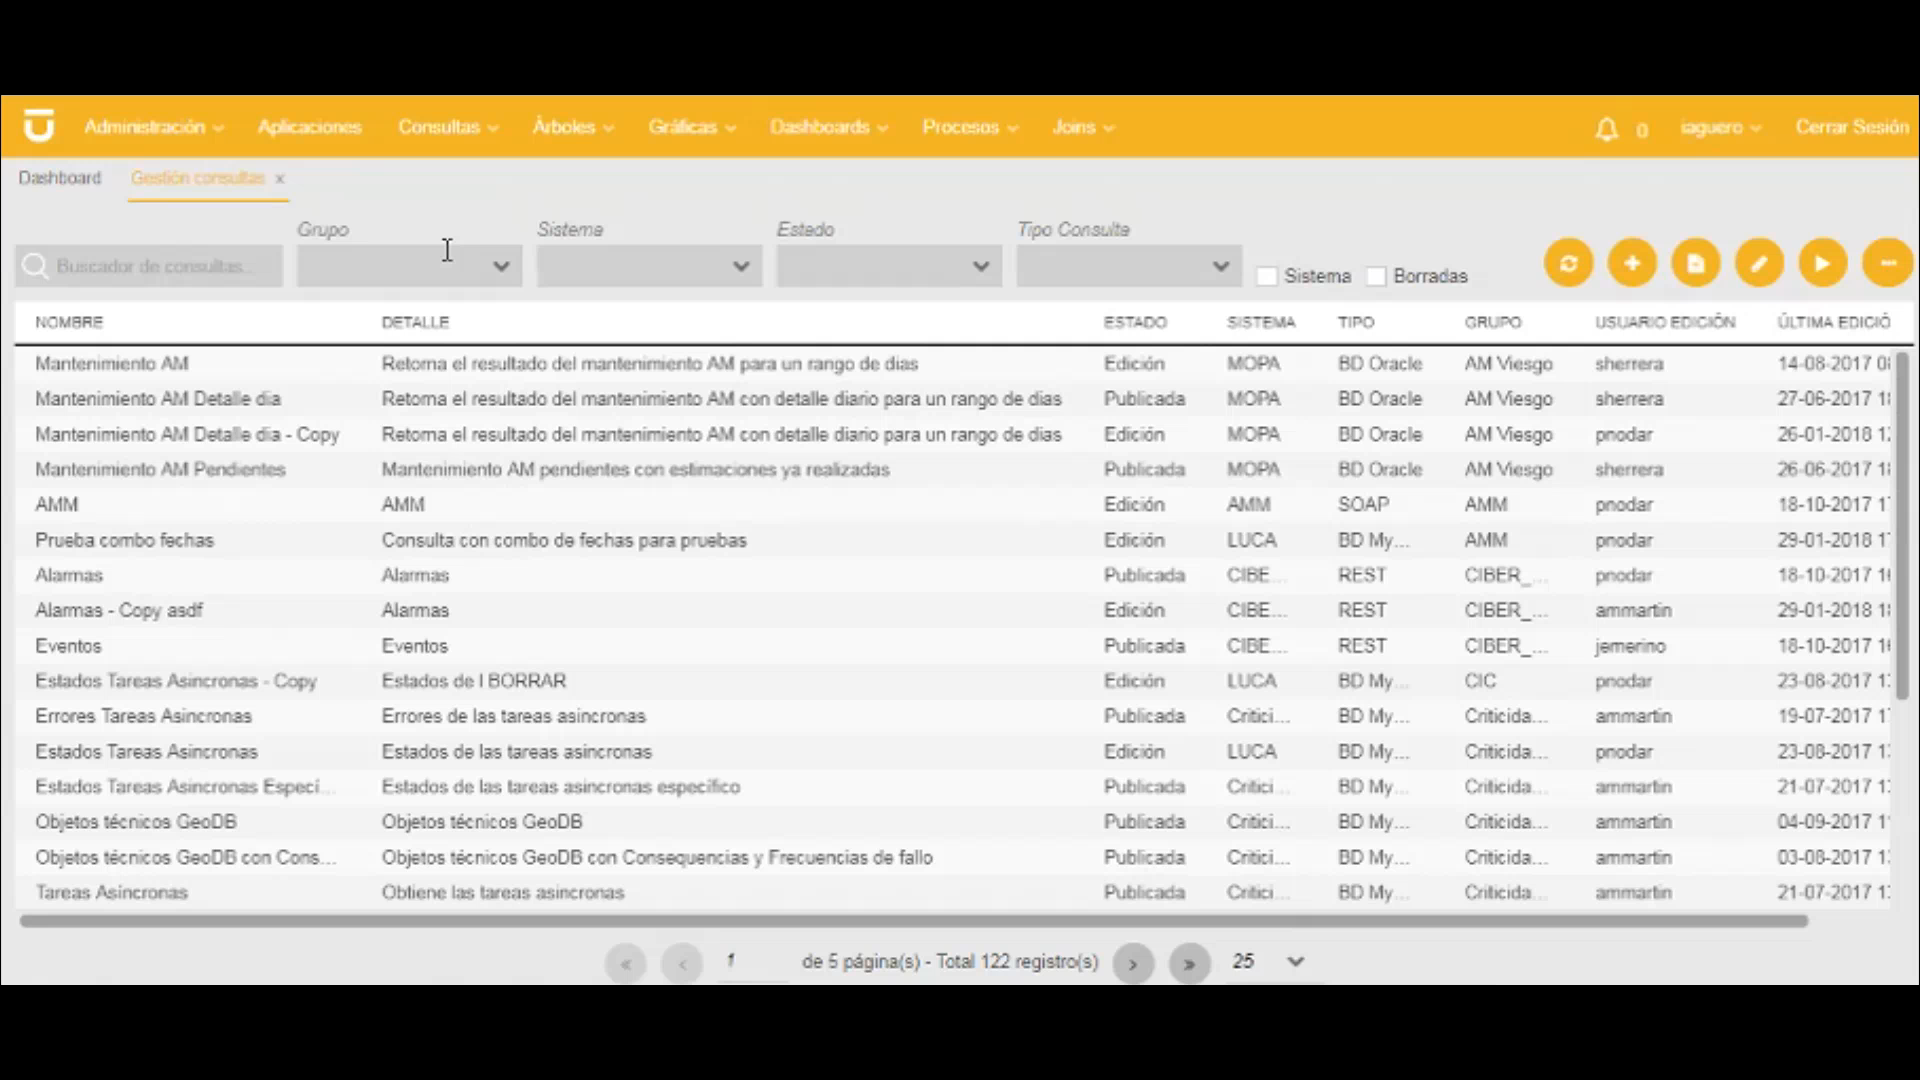 Administración Aplicaciones Consultas Árboles Gráficas Dashboards Procesos Joins 0 iaguero Cerrar Sesión
Dashboard Gestión consultas x
Grupo Sistema Estado Tipo Consulta
Buscador de consultas... Sistema Borradas
NOMBRE DETALLE ESTADO SISTEMA TIPO GRUPO USUARIO EDICIÓN ÚLTIMA EDICIÓ
Mantenimiento AM Retorna el resultado del mantenimiento AM para un rango de dias Edición MOPA BD Oracle AM Viesgo sherrera 14-08-2017
Mantenimiento AM Detalle dia Retorna el resultado del mantenimiento AM con detalle diario para un rango de dias Publicada MOPA BD Oracle AM Viesgo sherrera 27-06-2017
Mantenimiento AM Detalle dia - Copy Retorna el resultado del mantenimiento AM con detalle diario para un rango de dias Edición MOPA BD Oracle AM Viesgo pnodar 26-01-2018
Mantenimiento AM Pendientes Mantenimiento AM pendientes con estimaciones ya realizadas Publicada MOPA BD Oracle AM Viesgo sherrera 26-06-2017
AMM AMM Edición AMM SOAP AMM pnodar 18-10-2017
Prueba combo fechas Consulta con combo de fechas para pruebas Edición LUCA BD My... AMM pnodar 29-01-2018
Alarmas Alarmas Publicada CIBE... REST CIBER_... pnodar 18-10-2017
Alarmas - Copy asdf Alarmas Edición CIBE... REST CIBER_... ammartin 29-01-2018
Eventos Eventos Publicada CIBE... REST CIBER_... jemerino 18-10-2017
Estados Tareas Asincronas - Copy Estados de l BORRAR Edición LUCA BD My... CIC pnodar 23-08-2017
Errores Tareas Asincronas Errores de las tareas asincronas Publicada Critici... BD My... Criticida... ammartin 19-07-2017
Estados Tareas Asincronas Estados de las tareas asincronas Edición LUCA BD My... Criticida... pnodar 23-08-2017
Estados Tareas Asincronas Especi... Estados de las tareas asincronas especifico Publicada Critici... BD My... Criticida... ammartin 21-07-2017
Objetos técnicos GeoDB Objetos técnicos GeoDB Publicada Critici... BD My... Criticida... ammartin 04-09-2017
Objetos técnicos GeoDB con Cons... Objetos técnicos GeoDB con Consequencias y Frecuencias de fallo Publicada Critici... BD My... Criticida... ammartin 03-08-2017
Tareas Asíncronas Obtiene las tareas asincronas Publicada Critici... BD My... Criticida... ammartin 21-07-2017
« ‹ 1 de 5 página(s) - Total 122 registro(s) › » 25